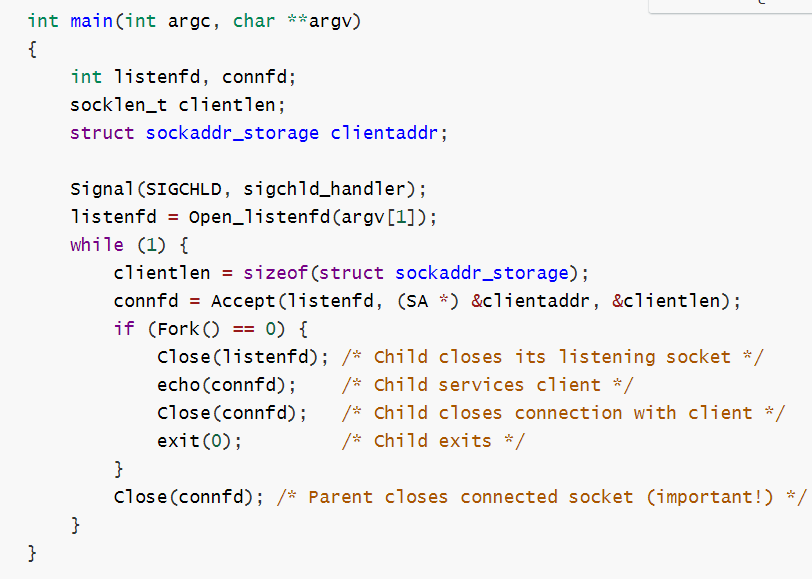 int main(int argc, char **argv)
{
    int listenfd, connfd;
    socklen_t clientlen;
    struct sockaddr_storage clientaddr;

    Signal(SIGCHLD, sigchld_handler);
    listenfd = Open_listenfd(argv[1]);
    while (1) {
        clientlen = sizeof(struct sockaddr_storage);
        connfd = Accept(listenfd, (SA *) &clientaddr, &clientlen);
        if (Fork() == 0) {
            Close(listenfd); /* Child closes its listening socket */
            echo(connfd);    /* Child services client */
            Close(connfd);   /* Child closes connection with client */
            exit(0);         /* Child exits */
        }
        Close(connfd); /* Parent closes connected socket (important!) */
    }
}